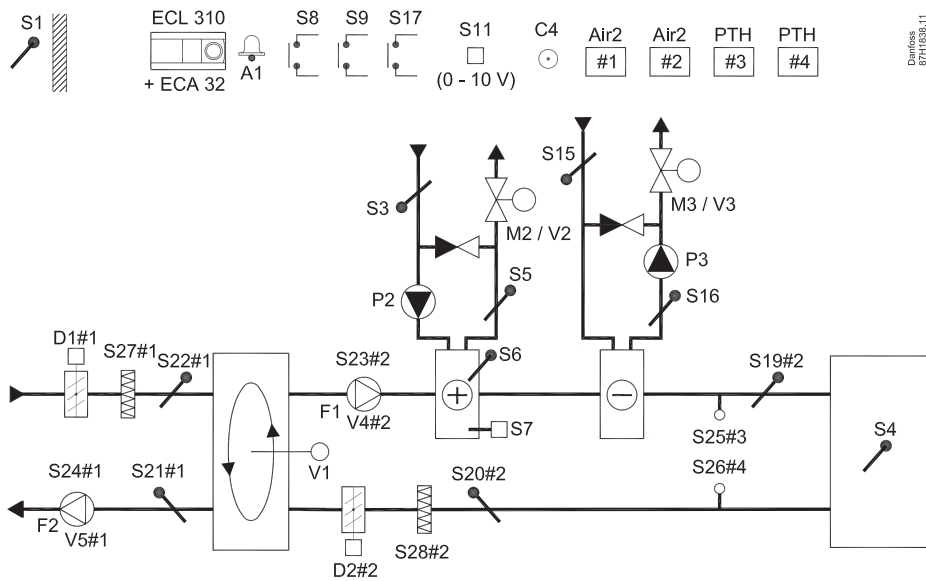 S1
ECL 310
+ ECA 32
A1
S8
S9
S17
S11
(0 - 10 V)
C4
Air2
#1
Air2
#2
PTH
#3
PTH
#4
Danfoss
87H1838.11
S3
M2 / V2
S5
P2
S15
M3 / V3
P3
S16
D1#1
S27#1
S22#1
S23#2
F1
V4#2
S6
+
S7
−
S19#2
S25#3
S4
V1
S24#1
F2
V5#1
S21#1
D2#2
S28#2
S20#2
S26#4